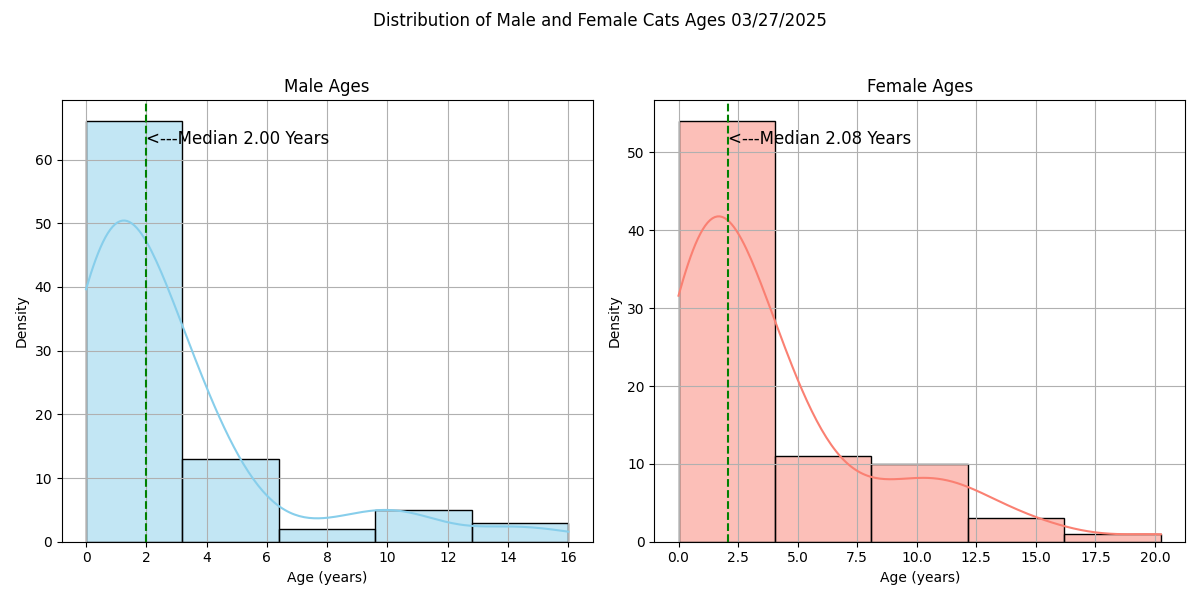 Distribution of Male and Female Cats Ages 03/27/2025
Male Ages
<---Median 2.00 Years
Density
60
50
40
30
20
10
0
0 2 4 6 8 10 12 14 16
Age (years)
Female Ages
<---Median 2.08 Years
Density
50
40
30
20
10
0
0.0 2.5 5.0 7.5 10.0 12.5 15.0 17.5 20.0
Age (years)